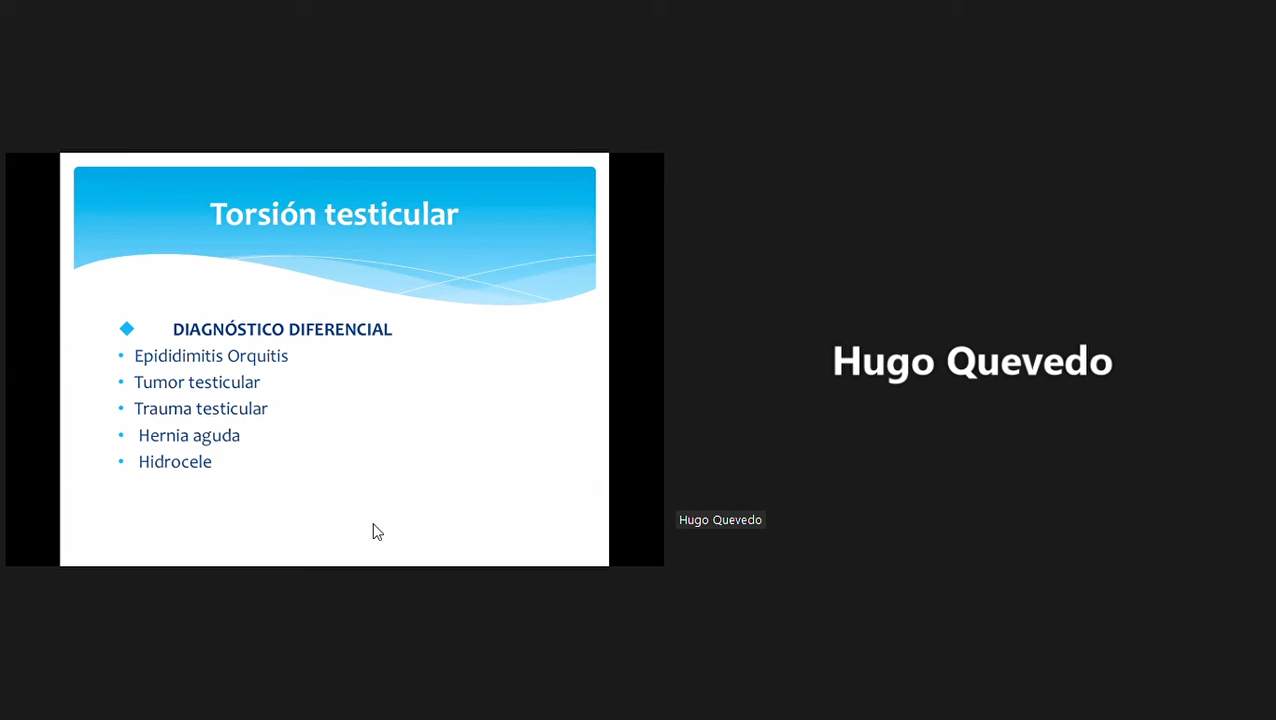 Torsión testicular
DIAGNÓSTICO DIFERENCIAL
Epididimitis Orquitis
Tumor testicular
Trauma testicular
Hernia aguda
Hidrocele
Hugo Quevedo
Hugo Quevedo